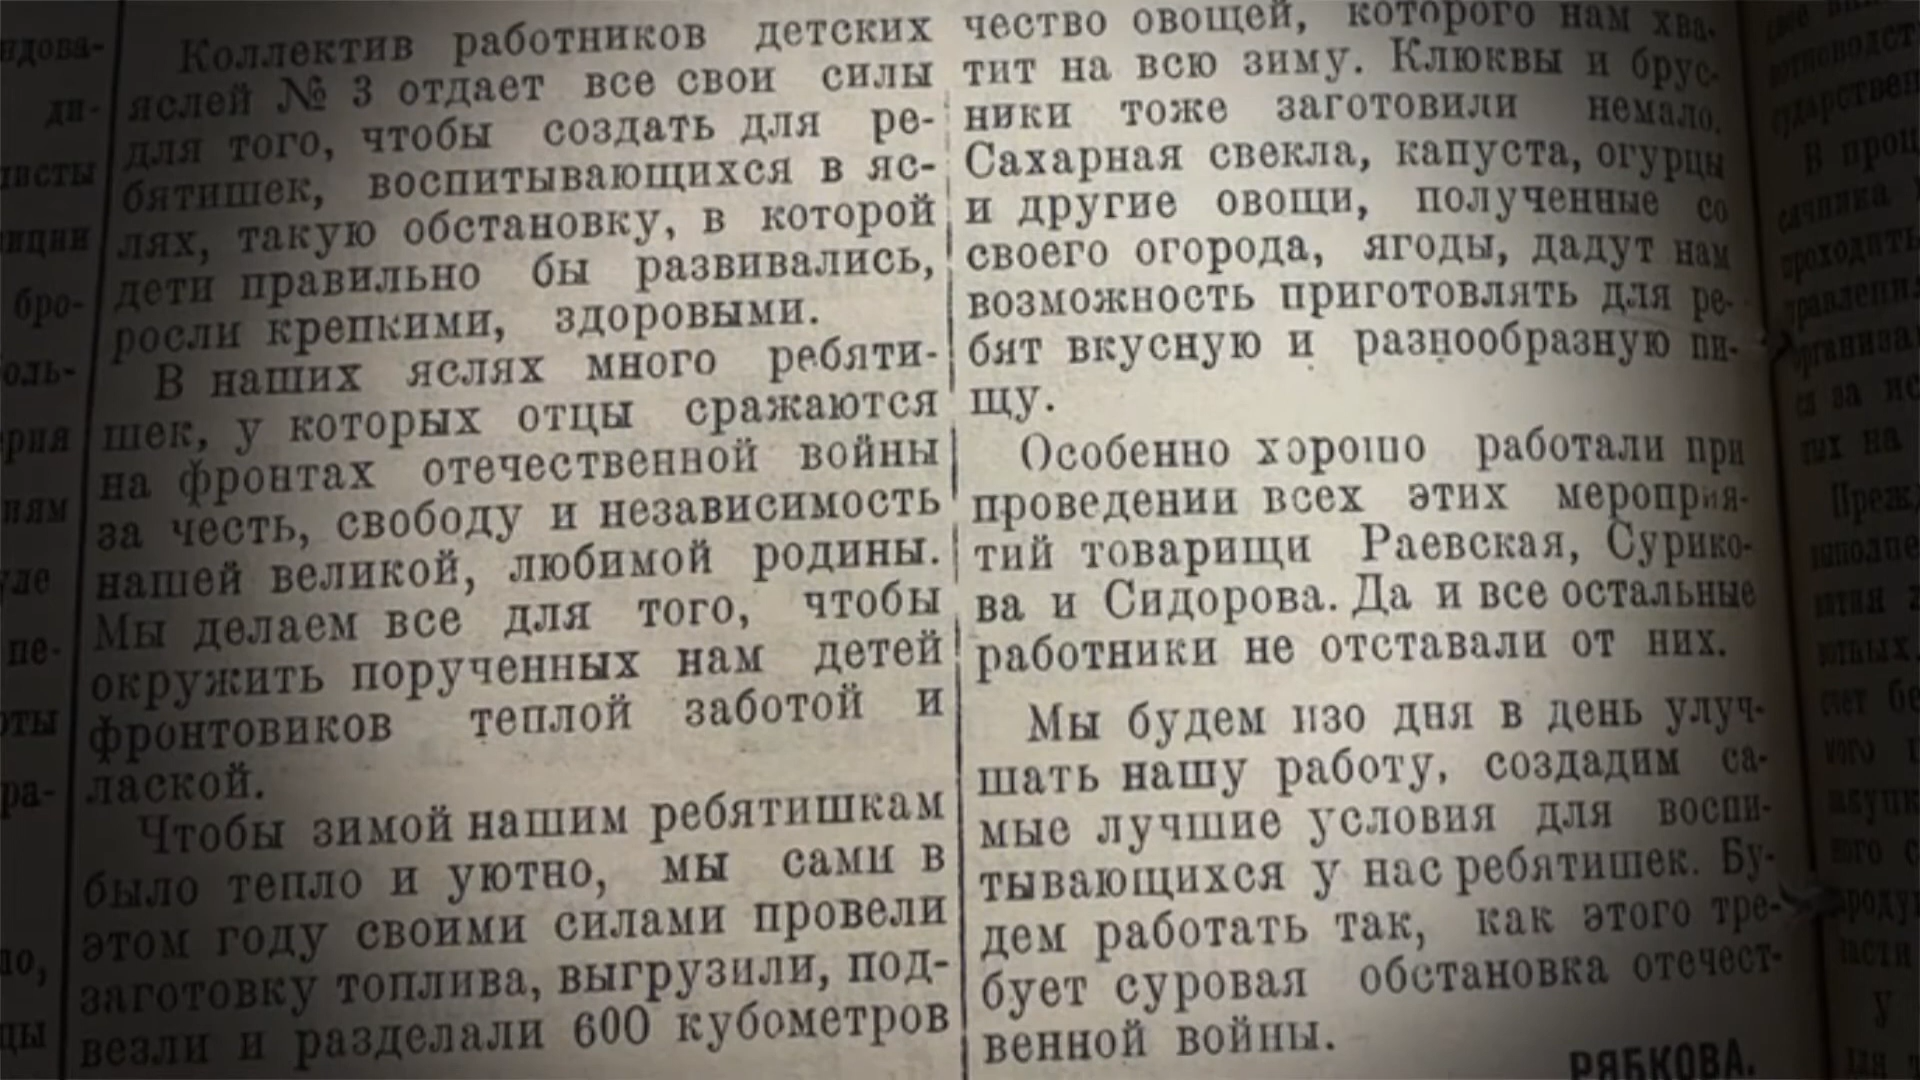 Коллектив работников детских
яслей № 3 отдает все свои силы
для того, чтобы создать для ре-
бятишек, воспитывающихся в яс-
лях, такую обстановку, в которой
дети правильно бы развивались,
росли крепкими, здоровыми.
В наших яслях много ребяти-
шек, у которых отцы сражаются
на фронтах отечественной войны
за честь, свободу и независимость
нашей великой, любимой родины.
Мы делаем все для того, чтобы
окружить порученных нам детей
фронтовиков теплой заботой и
лаской.
Чтобы зимой нашим ребятишкам
было тепло и уютно, мы сами в
этом году своими силами провели
заготовку топлива, выгрузили, под-
везли и разделали 600 кубометров
чество овощей, которого нам хва-
тит на всю зиму. Клюквы и брус-
ники тоже заготовили немало.
Сахарная свекла, капуста, огурцы
и другие овощи, полученные со
своего огорода, ягоды, дадут нам
возможность приготовлять для ре-
бят вкусную и разнообразную пи-
щу.
Особенно хорошо работали при
проведении всех этих мероприя-
тий товарищи Раевская, Сурико-
ва и Сидорова. Да и все остальные
работники не отставали от них.
Мы будем изо дня в день улуч-
шать нашу работу, создадим са-
мые лучшие условия для воспи-
тывающихся у нас ребятишек. Бу-
дем работать так, как этого тре-
бует суровая обстановка отечест-
венной войны.
РЯБКОВА.